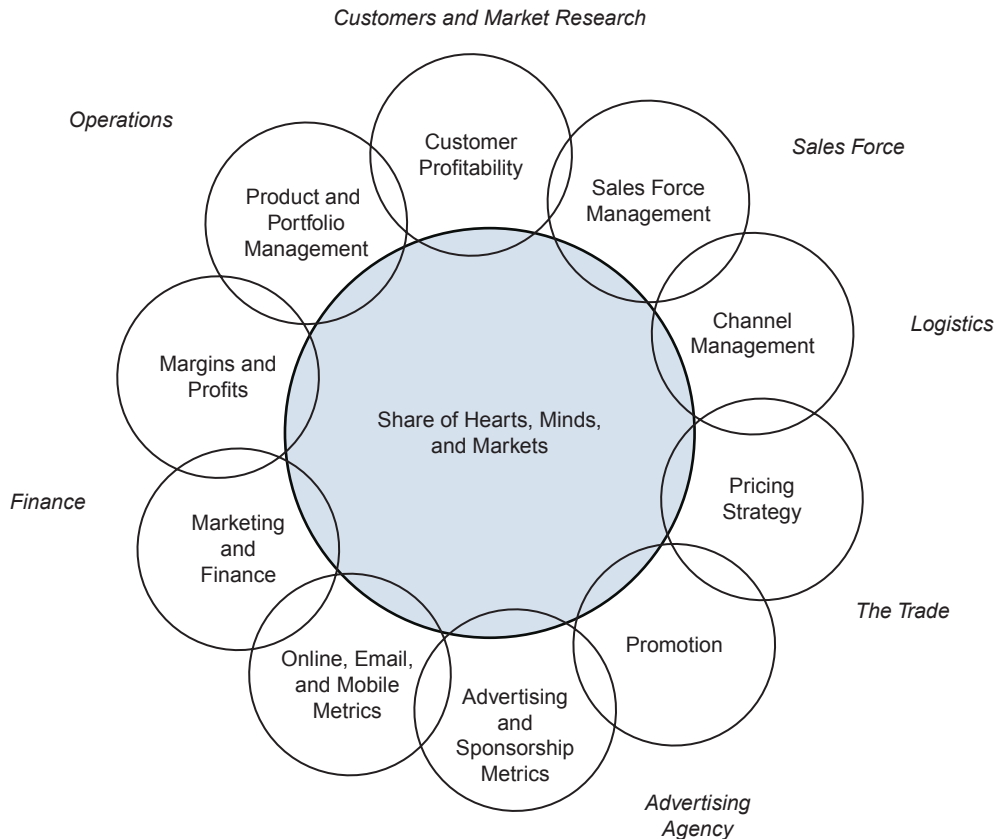 Customers and Market Research
Operations
Customer
Profitability
Sales Force
Sales Force
Management
Product and
Portfolio
Management
Channel
Management
Logistics
Margins and
Profits
Share of Hearts, Minds,
and Markets
Pricing
Strategy
Finance
Marketing
and
Finance
The Trade
Promotion
Online, Email,
and Mobile
Metrics
Advertising
and
Sponsorship
Metrics
Advertising
Agency